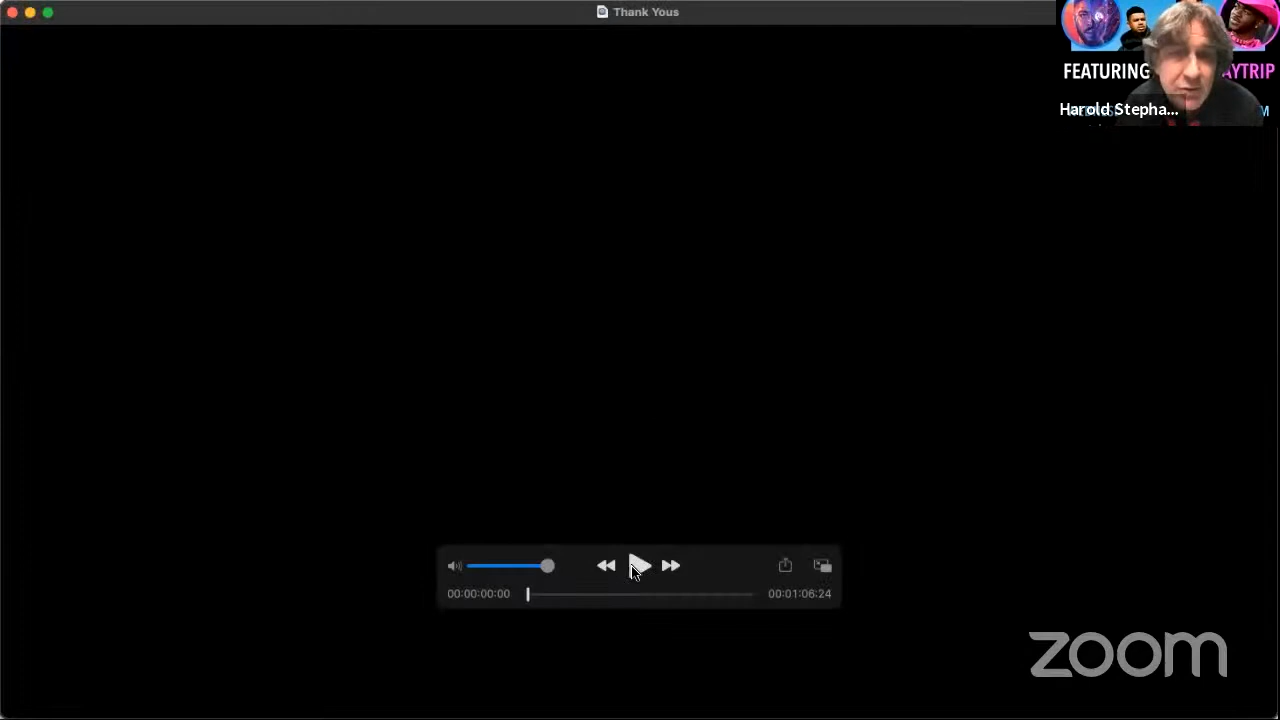 Thank Yous
FEATURING
AYTRIP
Harold Stepha...
M
00:00:00:00
00:01:06:24
zoom